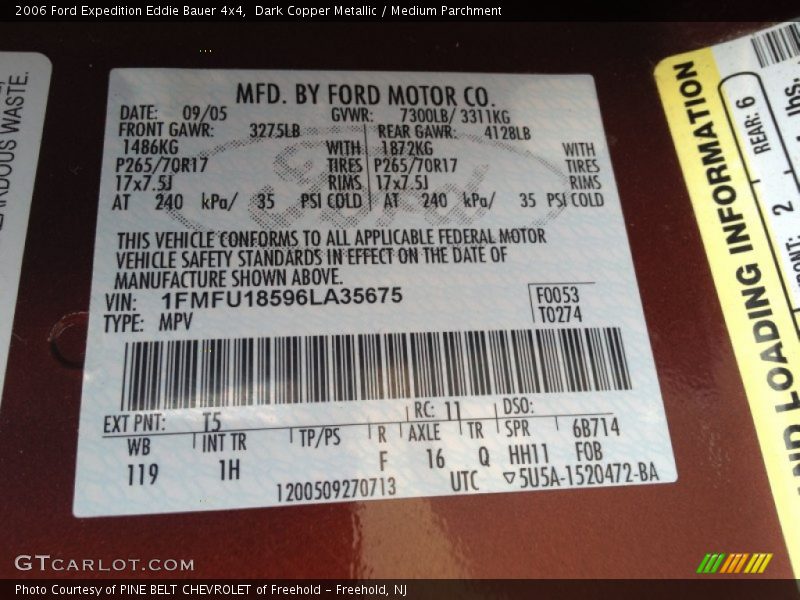 2006 Ford Expedition Eddie Bauer 4x4,  Dark Copper Metallic / Medium Parchment
MFD. BY FORD MOTOR CO.
DATE: 09/05 GVWR: 7300LB/ 3311KG
FRONT GAWR: 3275LB REAR GAWR: 4128LB
1486KG WITH 1872KG WITH
P265/70R17 TIRES P265/70R17 TIRES
17x7.5J RIMS 17x7.5J RIMS
AT 240 kPa/ 35 PSI COLD AT 240 kPa/ 35 PSI COLD
Ford
THIS VEHICLE CONFORMS TO ALL APPLICABLE FEDERAL MOTOR
VEHICLE SAFETY STANDARDS IN EFFECT ON THE DATE OF
MANUFACTURE SHOWN ABOVE.
VIN: 1FMFU18596LA35675 F0053
TYPE: MPV T0274
EXT PNT: T5 RC: 11 DSO:
WB INT TR TP/PS R AXLE TR SPR 6B714
119 1H F 16 Q HH11 FOB
1200509270713 UTC ▽5U5A-1520472-BA
WASTE.
LOADING INFORMATION
REAR: 6
2
lbs.
GTCARLOT.COM
Photo Courtesy of PINE BELT CHEVROLET of Freehold - Freehold, NJ